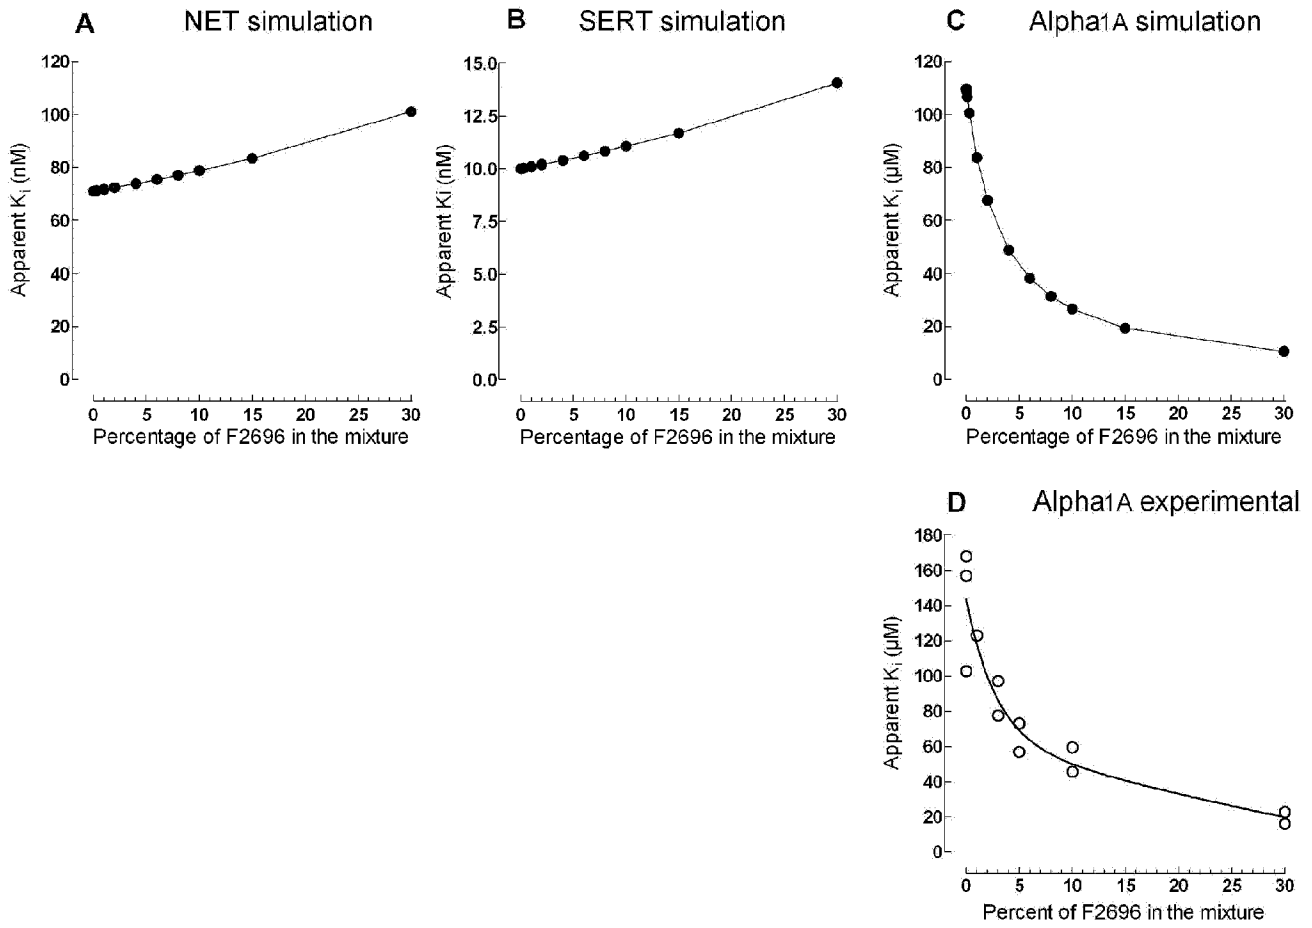 A NET simulation
120
100
80
60
40
20
0
Apparent Ki (nM)
0 5 10 15 20 25 30
Percentage of F2696 in the mixture
B SERT simulation
15.0
12.5
10.0
7.5
5.0
2.5
0.0
Apparent Ki (nM)
0 5 10 15 20 25 30
Percentage of F2696 in the mixture
C Alpha1A simulation
120
100
80
60
40
20
0
Apparent Ki (µM)
0 5 10 15 20 25 30
Percentage of F2696 in the mixture
D Alpha1A experimental
180
160
140
120
100
80
60
40
20
0
Apparent Ki (µM)
0 5 10 15 20 25 30
Percent of F2696 in the mixture